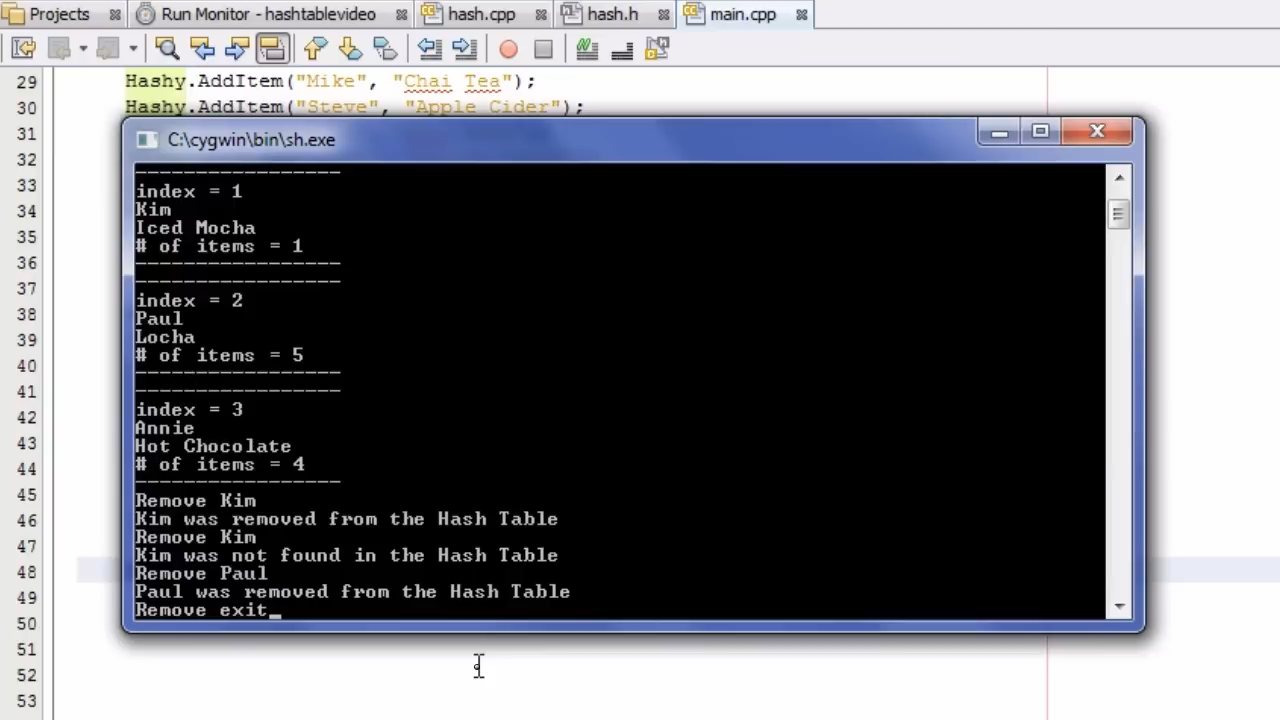 Projects
Run Monitor - hashtablevideo
hash.cpp
hash.h
main.cpp
29 Hashy.AddItem("Mike", "Chai Tea");
30 Hashy.AddItem("Steve", "Apple Cider");
31
32
33
34
35
36
37
38
39
40
41
42
43
44
45
46
47
48
49
50
51
52
53
C:\cygwin\bin\sh.exe
-----------------
index = 1
Kim
Iced Mocha
# of items = 1
-----------------
-----------------
index = 2
Paul
Locha
# of items = 5
-----------------
-----------------
index = 3
Annie
Hot Chocolate
# of items = 4
-----------------
Remove Kim
Kim was removed from the Hash Table
Remove Kim
Kim was not found in the Hash Table
Remove Paul
Paul was removed from the Hash Table
Remove exit_